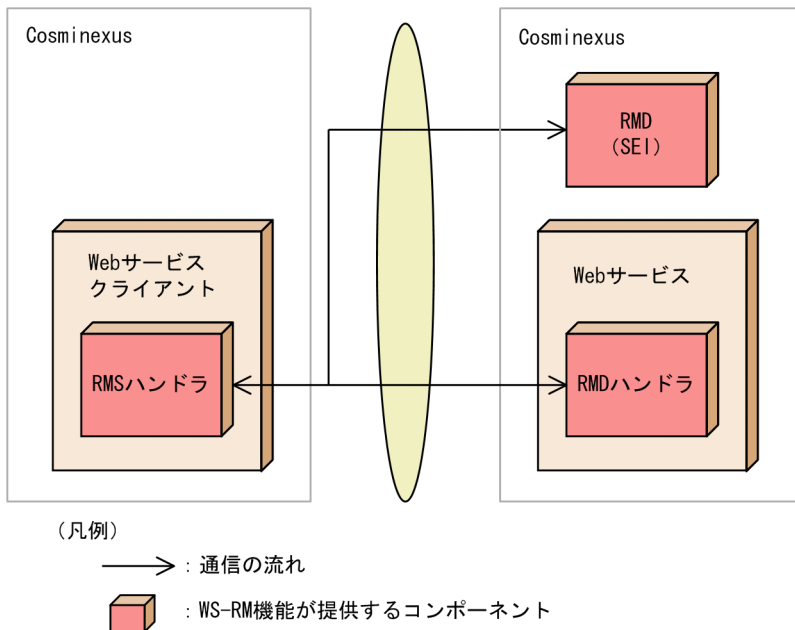 Cosminexus
Cosminexus
RMD
(SEI)
Webサービス
クライアント
Webサービス
RMSハンドラ
RMDハンドラ
(凡例)
：通信の流れ
：WS-RM機能が提供するコンポーネント